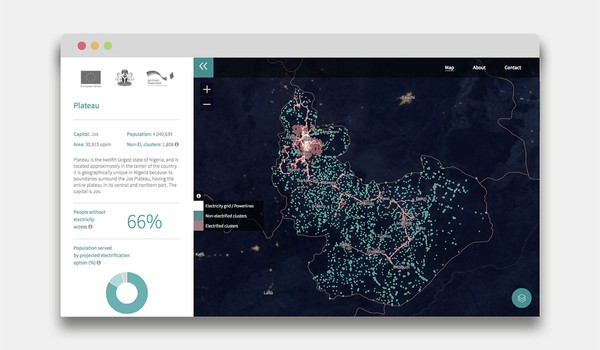 Map About Contact
Plateau
Capital: Jos Population: 4,040,639
Area: 30,913 sqkm Non-EL clusters: 1,808
Plateau is the twelfth largest state of Nigeria, and is
located approximately in the center of the country
it is geographically unique in Nigeria because its
boundaries surround the Jos Plateau, having the
entire plateau in its central and northern part. The
capital is Jos.
People without
electricity
access
66%
Population served
by projected electrification
option (%)
Electricity grid / Powerlines
Non-electrified clusters
Electrified clusters
Bauchi
Lafia